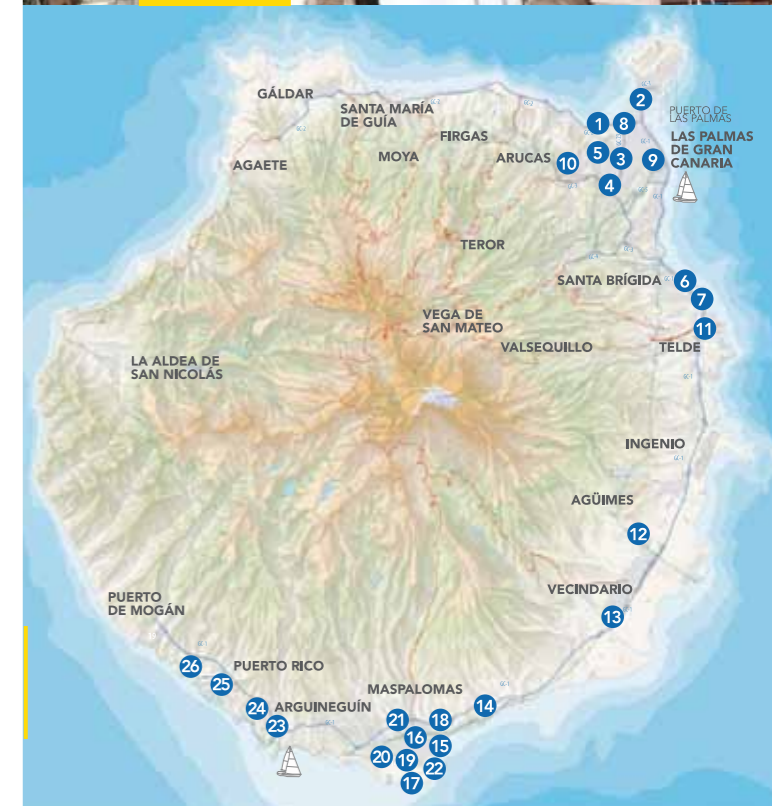 GÁLDAR
SANTA MARÍA
DE GUÍA
FIRGAS
MOYA
AGAETE
ARUCAS
2
PUERTO DE
LAS PALMAS
1
8
LAS PALMAS
DE GRAN
CANARIA
10
5
3
9
4
TEROR
SANTA BRÍGIDA
6
7
VEGA DE
SAN MATEO
11
VALSEQUILLO
TELDE
LA ALDEA DE
SAN NICOLÁS
INGENIO
AGÜIMES
12
VECINDARIO
13
PUERTO
DE MOGÁN
26
PUERTO RICO
25
MASPALOMAS
24
ARGUINEGUÍN
14
23
21
18
16
15
20
19
22
17